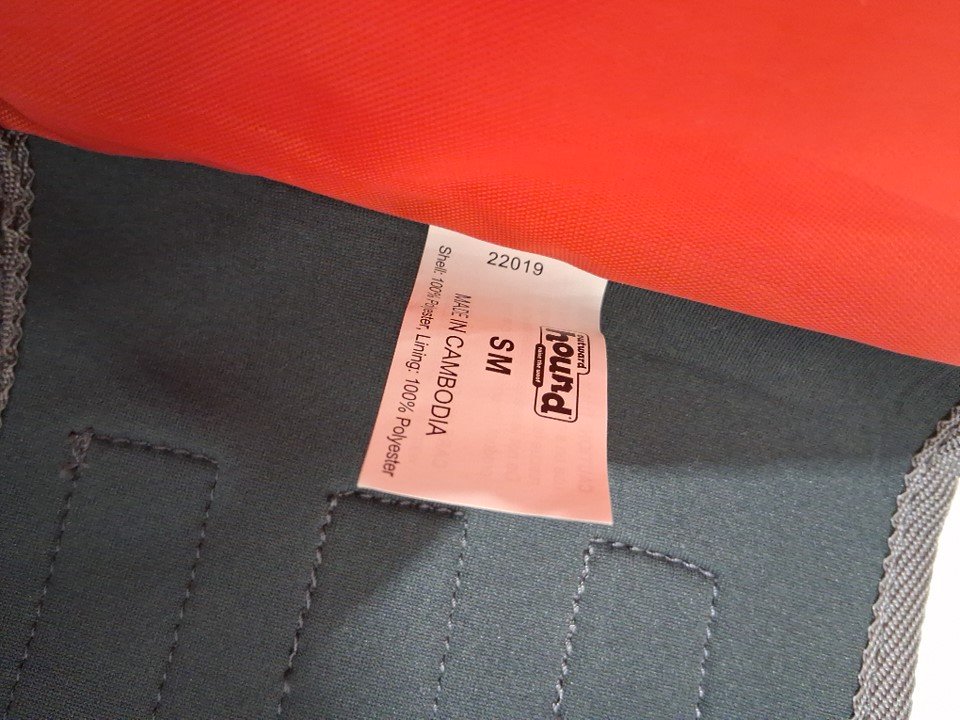 22019
outward
hound
SM
MADE IN CAMBODIA
Shell: 100% Polyester, Lining: 100% Polyester